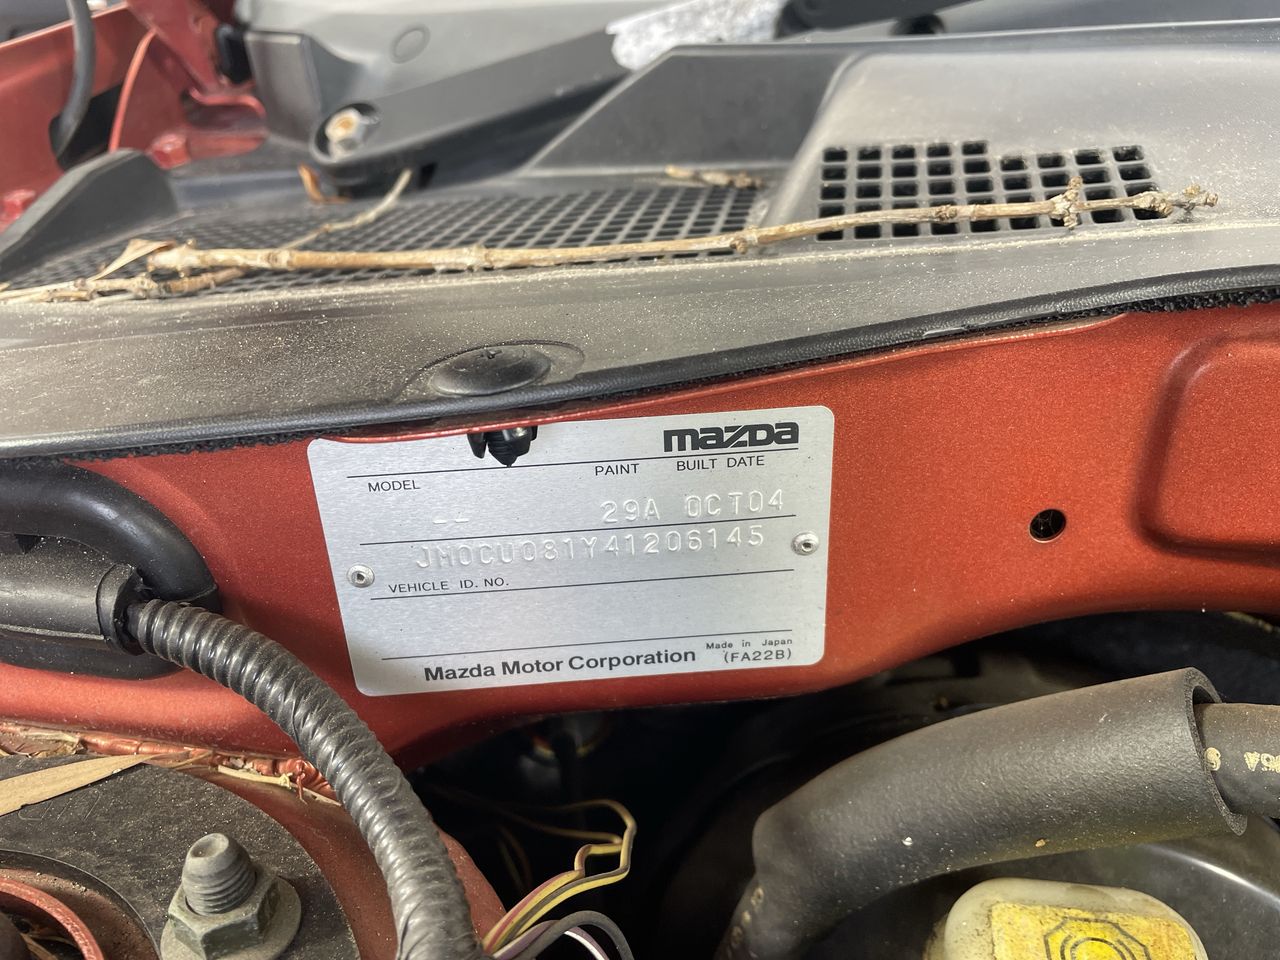 mazda
MODEL PAINT BUILT DATE
29A OCT04
JM0CU081Y41206145
VEHICLE ID. NO.
Made in Japan
Mazda Motor Corporation (FA22B)